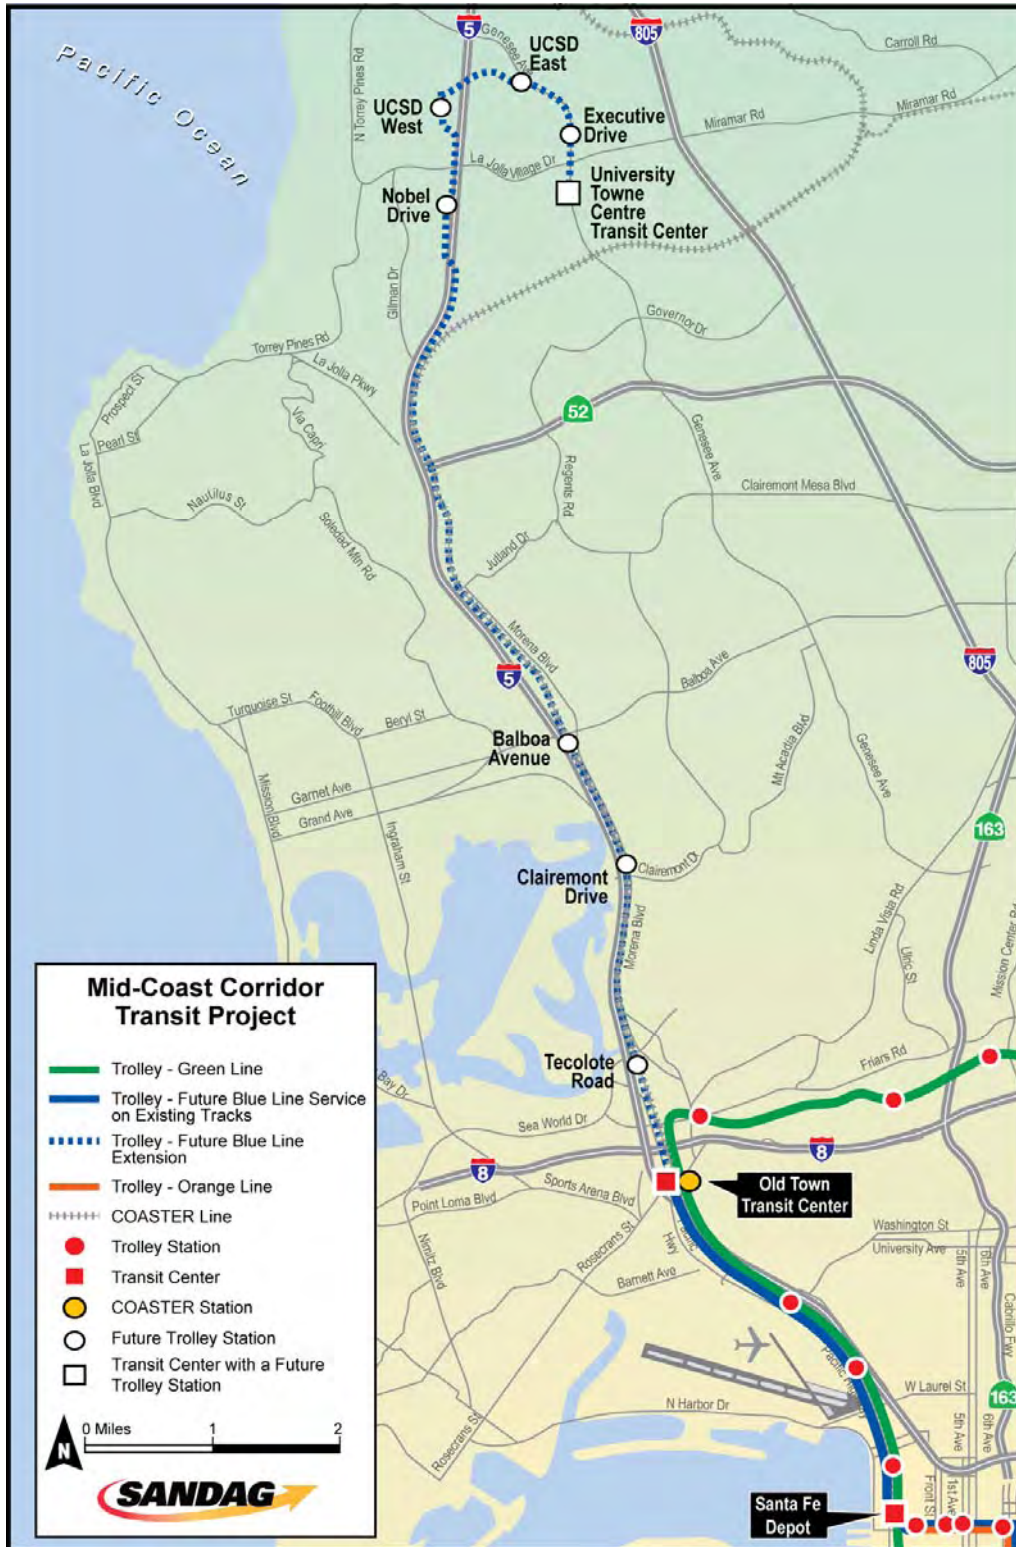 Pacific Ocean
5
805
Genesee Ave
UCSD
East
Carroll Rd
N Torrey Pines Rd
UCSD
West
Executive
Drive
Miramar Rd
Miramar Rd
La Jolla Village Dr
Nobel
Drive
University
Towne
Centre
Transit Center
Gilman Dr
Governor Dr
Torrey Pines Rd
La Jolla Pkwy
Prospect St
Pearl St
Via Capri
52
La Jolla Blvd
Genesee Ave
Regents Rd
Clairemont Mesa Blvd
Nautilus St
Soledad Mtn Rd
Jutland Dr
Morena Blvd
5
805
Balboa Ave
Turquoise St
Foothill Blvd
Beryl St
Balboa
Avenue
Mt Acadia Blvd
Genesee Ave
Mission Blvd
Garnet Ave
Grand Ave
Ingraham St
163
Clairemont
Drive
Clairemont Dr
Morena Blvd
Linda Vista Rd
Ulric St
Mission Center Rd
Tecolote
Road
Friars Rd
Bay Dr
Sea World Dr
8
8
Point Loma Blvd
Sports Arena Blvd
Old Town
Transit Center
Rosecrans St
Pacific
Hwy
Nimitz Blvd
Barnett Ave
Washington St
University Ave
5th Ave
6th Ave
Cabrillo Fwy
Pacific Highway
W Laurel St
163
N Harbor Dr
Rosecrans St
5th Ave
6th Ave
Front St
1st Ave
Santa Fe
Depot
Mid-Coast Corridor
Transit Project
Trolley - Green Line
Trolley - Future Blue Line Service
on Existing Tracks
Trolley - Future Blue Line
Extension
Trolley - Orange Line
COASTER Line
Trolley Station
Transit Center
COASTER Station
Future Trolley Station
Transit Center with a Future
Trolley Station
0 Miles 1 2
N
SANDAG